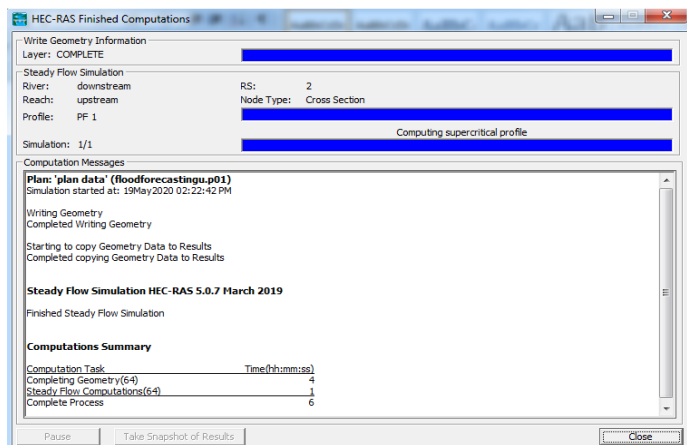 HEC-RAS Finished Computations
Write Geometry Information
Layer: COMPLETE
Steady Flow Simulation
River: downstream RS: 2
Reach: upstream Node Type: Cross Section
Profile: PF 1
Computing supercritical profile
Simulation: 1/1
Computation Messages
Plan: 'plan data' (floodforecastingu.p01)
Simulation started at: 19May2020 02:22:42 PM
Writing Geometry
Completed Writing Geometry
Starting to copy Geometry Data to Results
Completed copying Geometry Data to Results
Steady Flow Simulation HEC-RAS 5.0.7 March 2019
Finished Steady Flow Simulation
Computations Summary
Computation Task Time(hh:mm:ss)
Completing Geometry(64) 4
Steady Flow Computations(64) 1
Complete Process 6
Pause Take Snapshot of Results Close